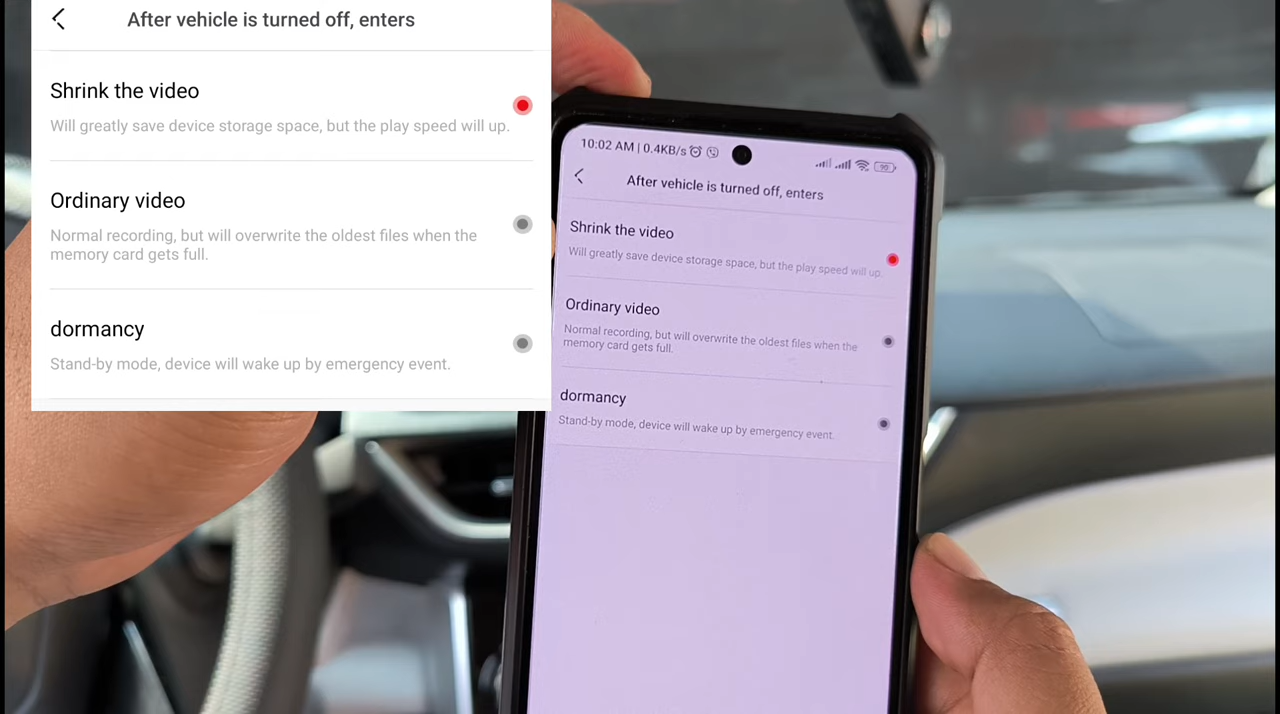 After vehicle is turned off, enters
Shrink the video
Will greatly save device storage space, but the play speed will up.
Ordinary video
Normal recording, but will overwrite the oldest files when the
memory card gets full.
dormancy
Stand-by mode, device will wake up by emergency event.
10:02 AM | 0.4KB/s
90
After vehicle is turned off, enters
Shrink the video
Will greatly save device storage space, but the play speed will up.
Ordinary video
Normal recording, but will overwrite the oldest files when the
memory card gets full.
dormancy
Stand-by mode, device will wake up by emergency event.